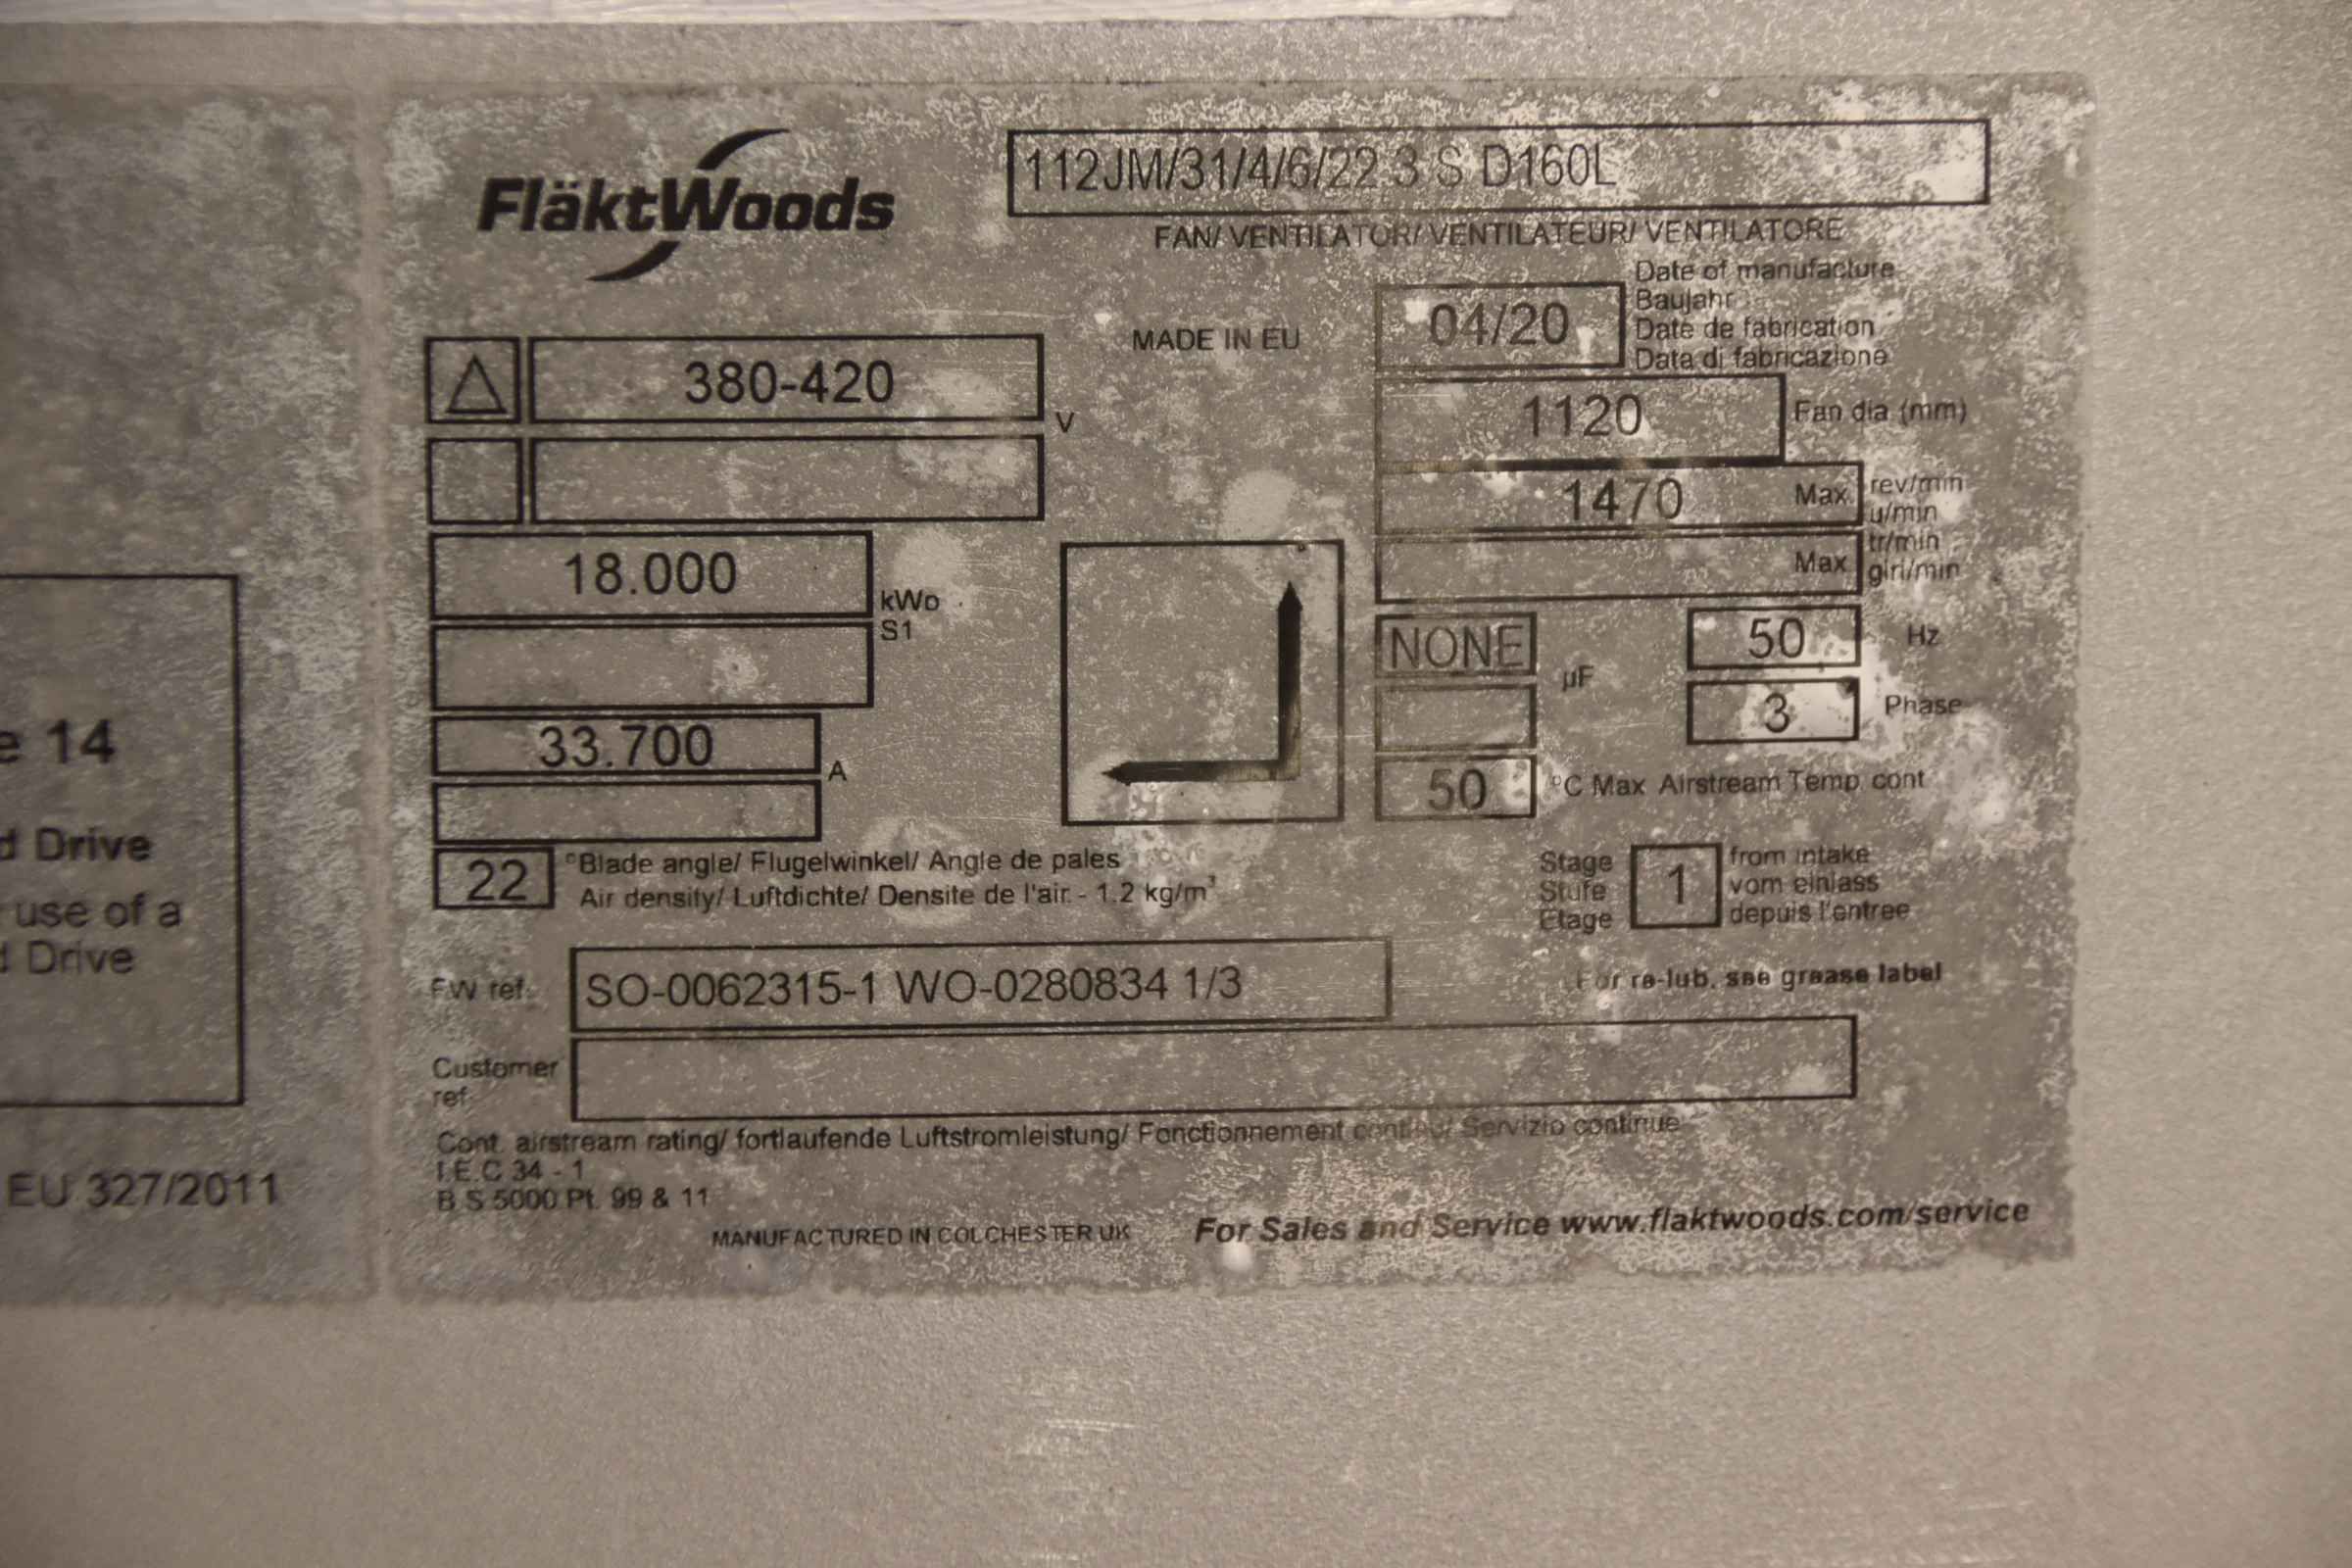 FläktWoods
112JM/31/4/6/22 3 S D160L
FAN/ VENTILATOR/ VENTILATEUR/ VENTILATORE
MADE IN EU
04/20
Date of manufacture
Baujahr
Date de fabrication
Data di fabricazione
△ 380-420 V
1120 Fan dia (mm)
1470 Max.
Max.
rev/min
u/min
tr/min
giri/min
18.000
kWo
S1
NONE µF
50 Hz
3 Phase
33.700 A
50 °C Max Airstream Temp cont
22
°Blade angle/ Flugelwinkel/ Angle de pales
Air density/ Luftdichte/ Densite de l'air - 1.2 kg/m³
Stage
Stufe
Etage
1
from intake
vom einlass
depuis l'entree
FW ref. SO-0062315-1 WO-0280834 1/3
For re-lub. see grease label
Customer
ref
Cont. airstream rating/ fortlaufende Luftstromleistung/ Fonctionnement continu/ Servizio continue
I.E.C 34 - 1
B.S 5000 Pt. 99 & 11
MANUFACTURED IN COLCHESTER UK
For Sales and Service www.flaktwoods.com/service
e 14
d Drive
use of a
d Drive
EU 327/2011